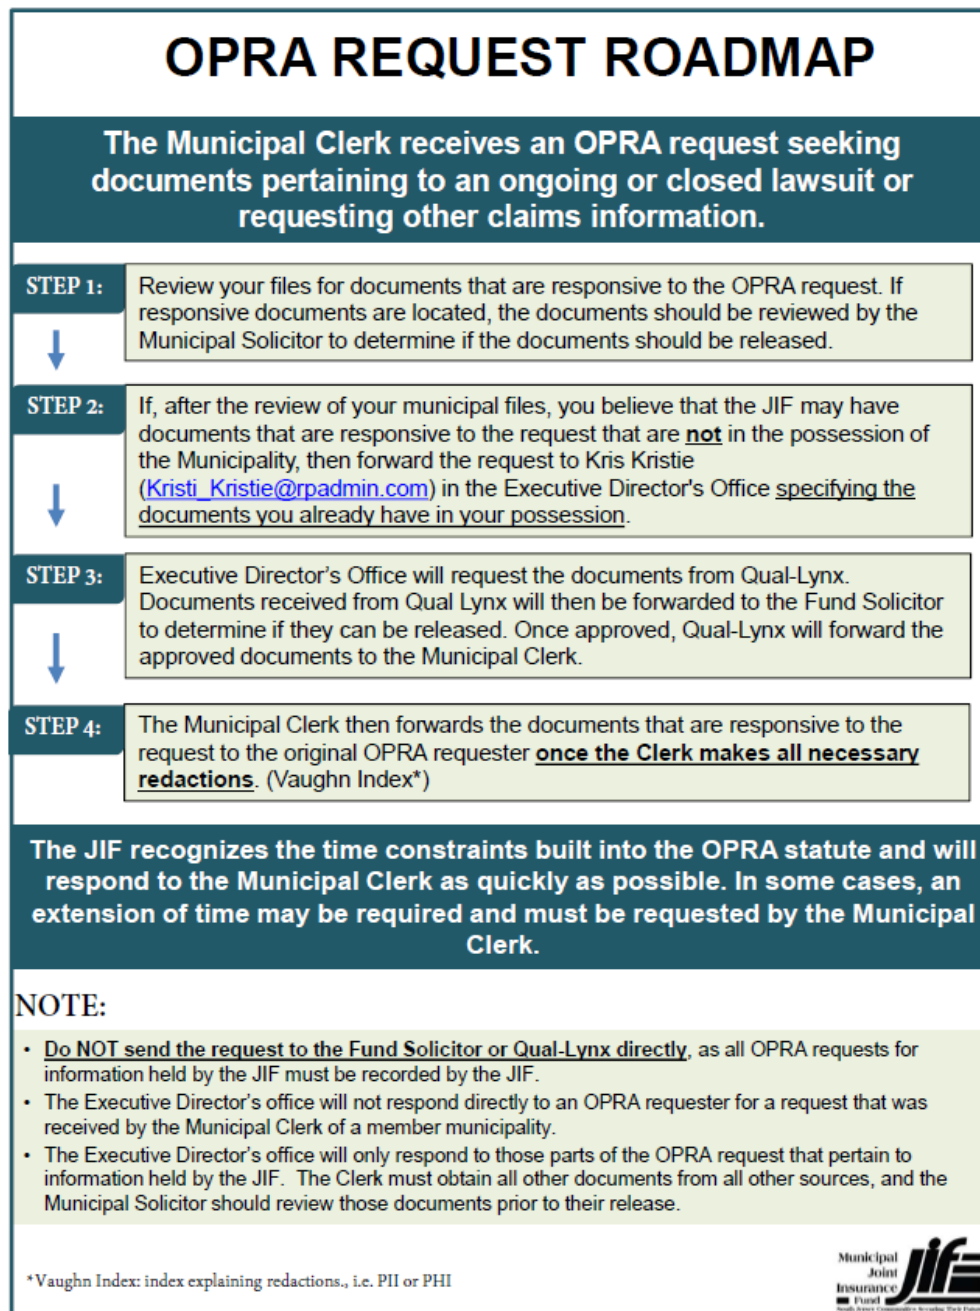 OPRA REQUEST ROADMAP
The Municipal Clerk receives an OPRA request seeking
documents pertaining to an ongoing or closed lawsuit or
requesting other claims information.
STEP 1:
Review your files for documents that are responsive to the OPRA request. If
responsive documents are located, the documents should be reviewed by the
Municipal Solicitor to determine if the documents should be released.
STEP 2:
If, after the review of your municipal files, you believe that the JIF may have
documents that are responsive to the request that are not in the possession of
the Municipality, then forward the request to Kris Kristie
(Kristi_Kristie@rpadmin.com) in the Executive Director's Office specifying the
documents you already have in your possession.
STEP 3:
Executive Director’s Office will request the documents from Qual-Lynx.
Documents received from Qual Lynx will then be forwarded to the Fund Solicitor
to determine if they can be released. Once approved, Qual-Lynx will forward the
approved documents to the Municipal Clerk.
STEP 4:
The Municipal Clerk then forwards the documents that are responsive to the
request to the original OPRA requester once the Clerk makes all necessary
redactions. (Vaughn Index*)
The JIF recognizes the time constraints built into the OPRA statute and will
respond to the Municipal Clerk as quickly as possible. In some cases, an
extension of time may be required and must be requested by the Municipal
Clerk.
NOTE:
• Do NOT send the request to the Fund Solicitor or Qual-Lynx directly, as all OPRA requests for
information held by the JIF must be recorded by the JIF.
• The Executive Director’s office will not respond directly to an OPRA requester for a request that was
received by the Municipal Clerk of a member municipality.
• The Executive Director’s office will only respond to those parts of the OPRA request that pertain to
information held by the JIF.  The Clerk must obtain all other documents from all other sources, and the
Municipal Solicitor should review those documents prior to their release.
*Vaughn Index: index explaining redactions., i.e. PII or PHI
Municipal
Joint
Insurance
Fund
jif